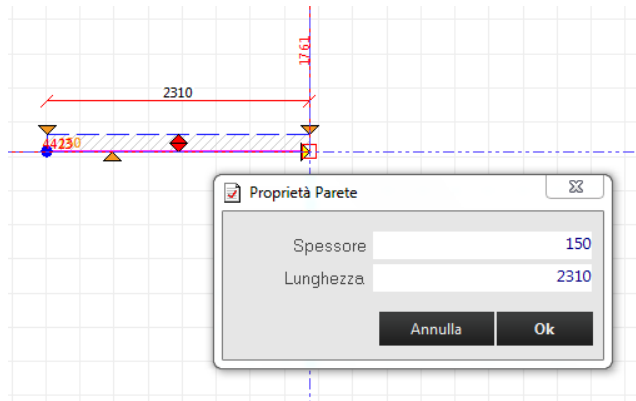 1761
2310
Proprietà Parete
Spessore 150
Lunghezza 2310
Annulla Ok